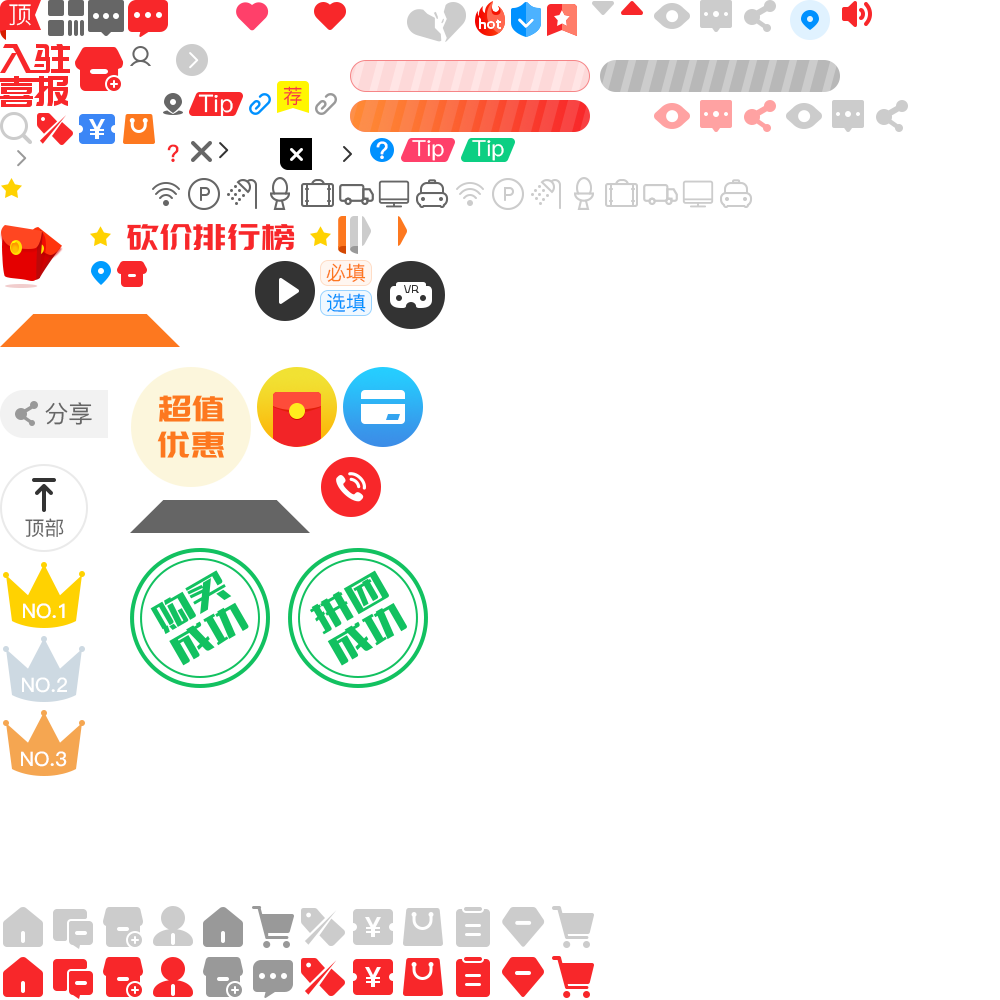 顶
hot
入驻
喜报
Tip
荐
¥
?
?
Tip
Tip
P
P
砍价排行榜
必填
选填
VR
分享
超值
优惠
顶部
购买
成功
拼团
成功
NO.1
NO.2
NO.3
¥
¥